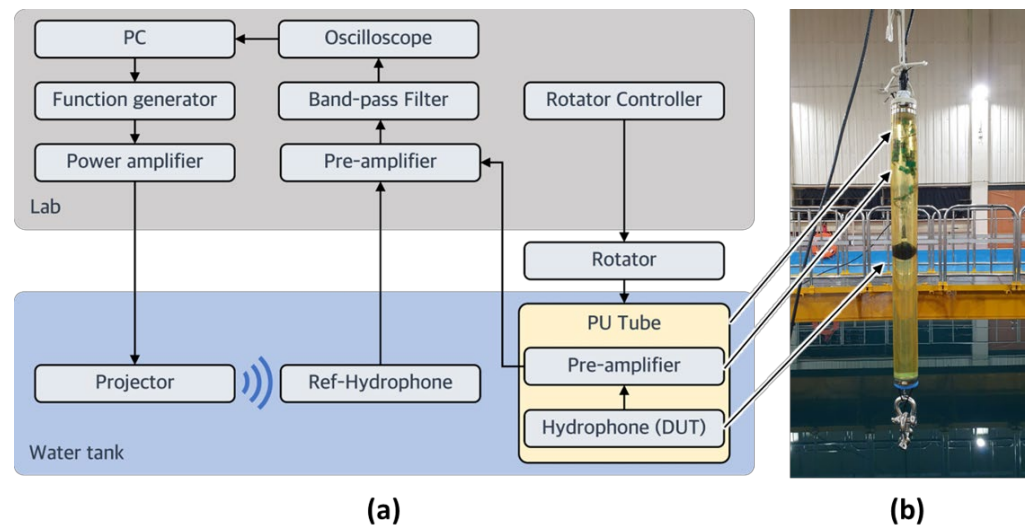 PC
Oscilloscope
Function generator
Band-pass Filter
Rotator Controller
Power amplifier
Pre-amplifier
Lab
Rotator
PU Tube
Pre-amplifier
Projector
Ref-Hydrophone
Hydrophone (DUT)
Water tank
(a)
(b)